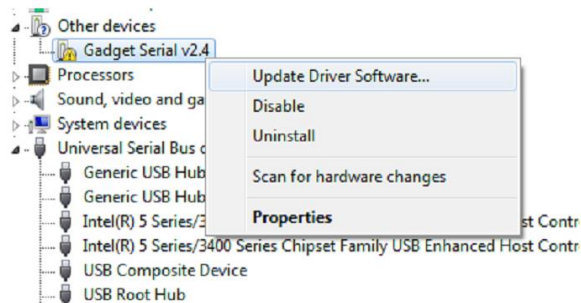 Other devices
Gadget Serial v2.4
Processors
Sound, video and ga
System devices
Universal Serial Bus c
Generic USB Hub
Generic USB Hub
Intel(R) 5 Series/3 st Contr
Intel(R) 5 Series/3400 Series Chipset Family USB Enhanced Host Contr
USB Composite Device
USB Root Hub
Update Driver Software...
Disable
Uninstall
Scan for hardware changes
Properties